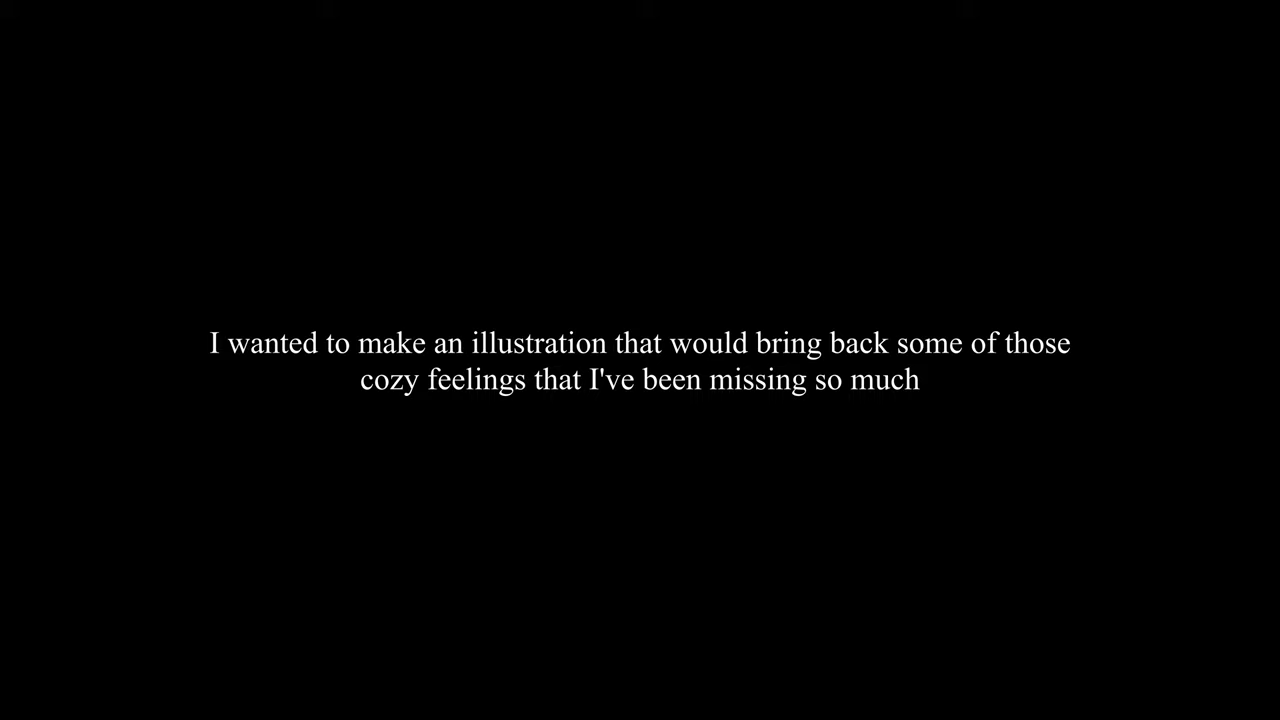 I wanted to make an illustration that would bring back some of those
cozy feelings that I've been missing so much